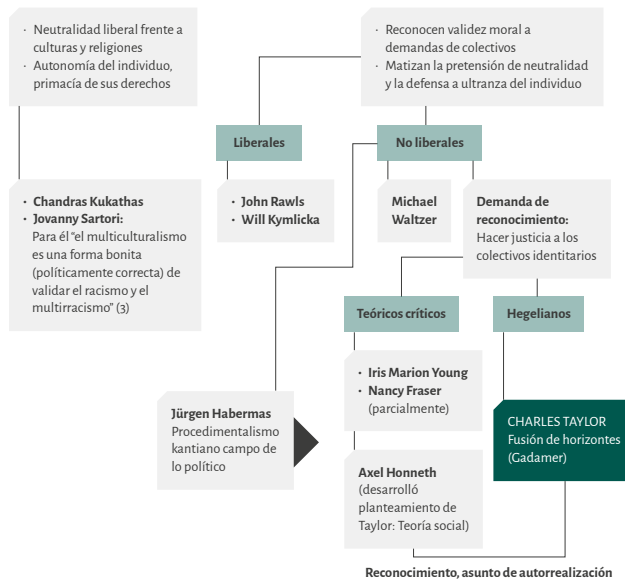 · Neutralidad liberal frente a
culturas y religiones
· Autonomía del individuo,
primacía de sus derechos
· Reconocen validez moral a
demandas de colectivos
· Matizan la pretensión de neutralidad
y la defensa a ultranza del individuo
Liberales
No liberales
· Chandras Kukathas
· Jovanny Sartori:
Para él “el multiculturalismo
es una forma bonita
(políticamente correcta) de
validar el racismo y el
multirracismo” (3)
· John Rawls
· Will Kymlicka
Michael
Waltzer
Demanda de
reconocimiento:
Hacer justicia a los
colectivos identitarios
Teóricos críticos
Hegelianos
· Iris Marion Young
· Nancy Fraser
(parcialmente)
Jürgen Habermas
Procedimentalismo
kantiano campo de
lo político
CHARLES TAYLOR
Fusión de horizontes
(Gadamer)
Axel Honneth
(desarrolló
planteamiento de
Taylor: Teoría social)
Reconocimiento, asunto de autorrealización